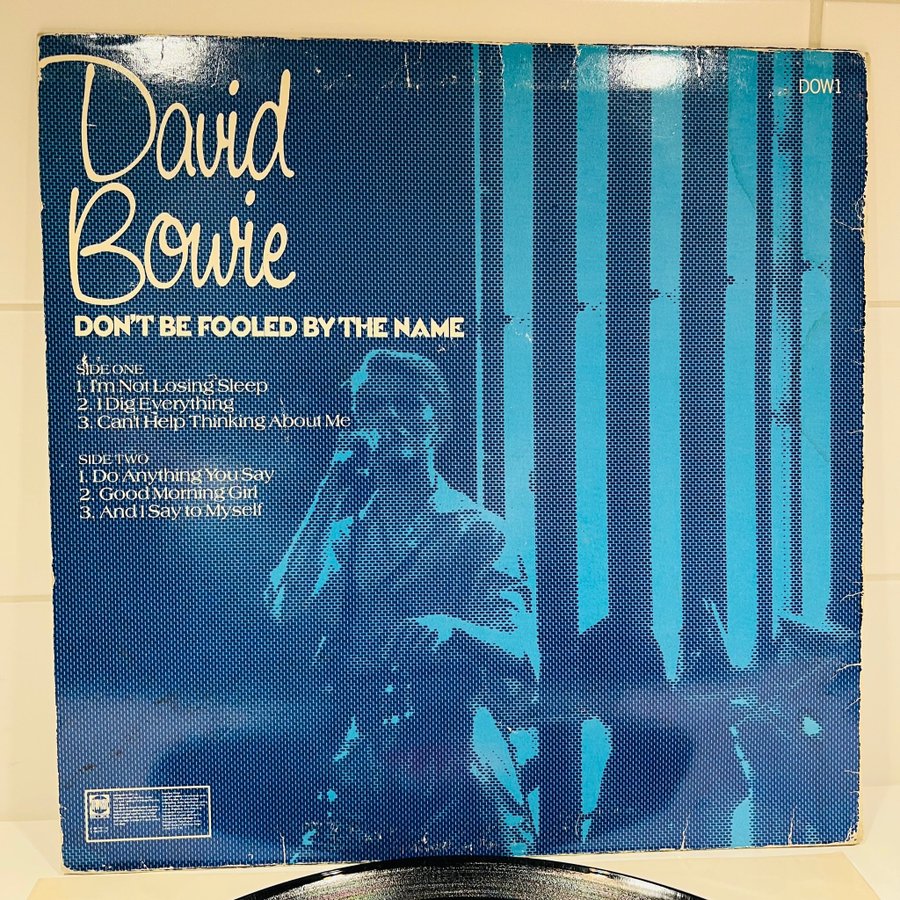 David
Bowie
DOW1
DON'T BE FOOLED BY THE NAME
SIDE ONE
1. I'm Not Losing Sleep
2. I Dig Everything
3. Can't Help Thinking About Me
SIDE TWO
1. Do Anything You Say
2. Good Morning Girl
3. And I Say to Myself